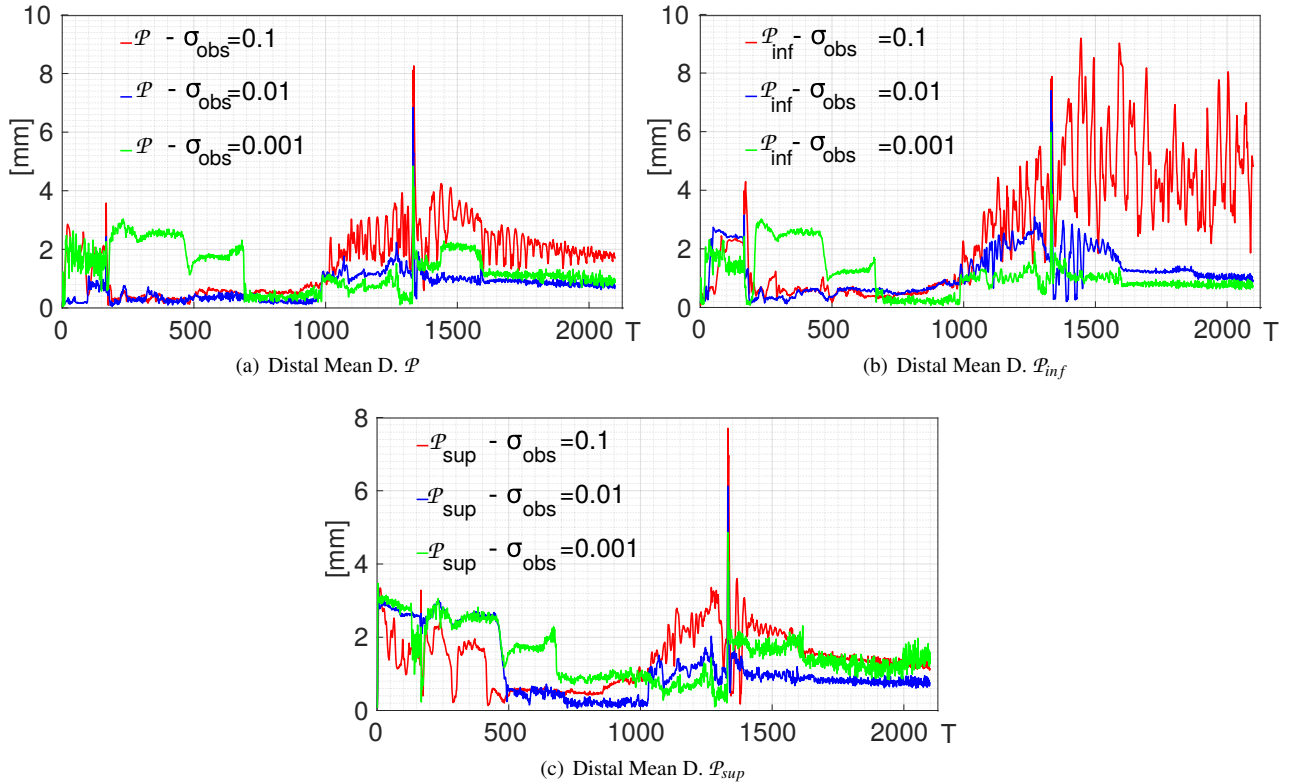 10
8
6
4
2
0
[mm]
𝒫 - σobs=0.1
𝒫 - σobs=0.01
𝒫 - σobs=0.001
0 500 1000 1500 2000 T
(a) Distal Mean D. 𝒫
10
8
6
4
2
0
[mm]
𝒫inf - σobs =0.1
𝒫inf - σobs =0.01
𝒫inf - σobs =0.001
0 500 1000 1500 2000 T
(b) Distal Mean D. 𝒫inf
8
6
4
2
0
[mm]
𝒫sup - σobs=0.1
𝒫sup - σobs=0.01
𝒫sup - σobs=0.001
0 500 1000 1500 2000 T
(c) Distal Mean D. 𝒫sup